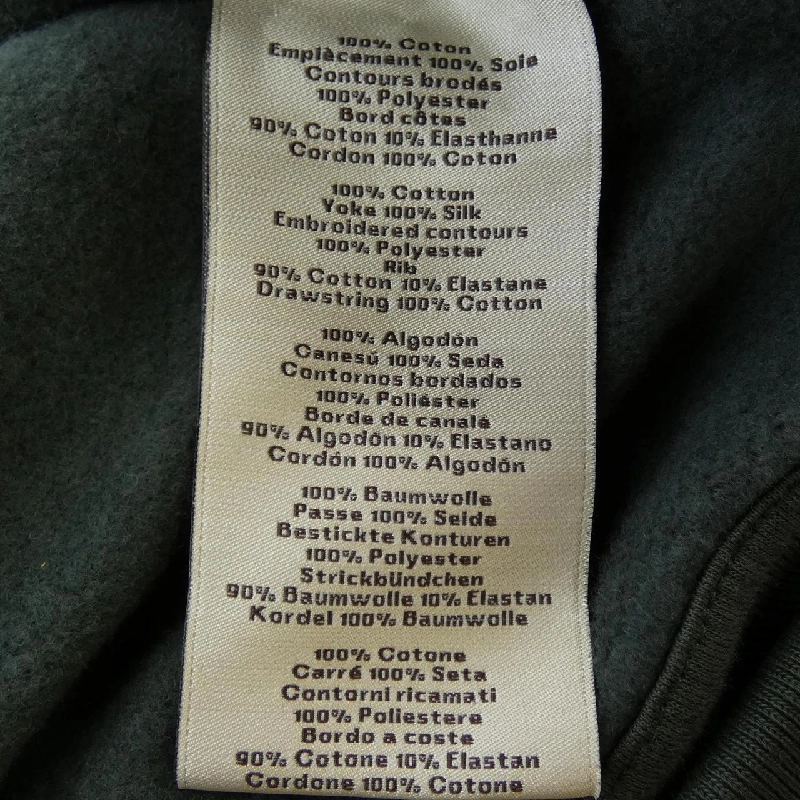 100% Coton
Emplècement 100% Soie
Contours brodés
100% Polyester
Bord côtes
90% Coton 10% Elasthanne
Cordon 100% Coton
100% Cotton
Yoke 100% Silk
Embroidered contours
100% Polyester
Rib
90% Cotton 10% Elastane
Drawstring 100% Cotton
100% Algodón
Canesú 100% Seda
Contornos bordados
100% Poliéster
Borde de canalé
90% Algodón 10% Elastano
Cordón 100% Algodón
100% Baumwolle
Passe 100% Seide
Bestickte Konturen
100% Polyester
Strickbündchen
90% Baumwolle 10% Elastan
Kordel 100% Baumwolle
100% Cotone
Carré 100% Seta
Contorni ricamati
100% Poliestere
Bordo a coste
90% Cotone 10% Elastan
Cordone 100% Cotone